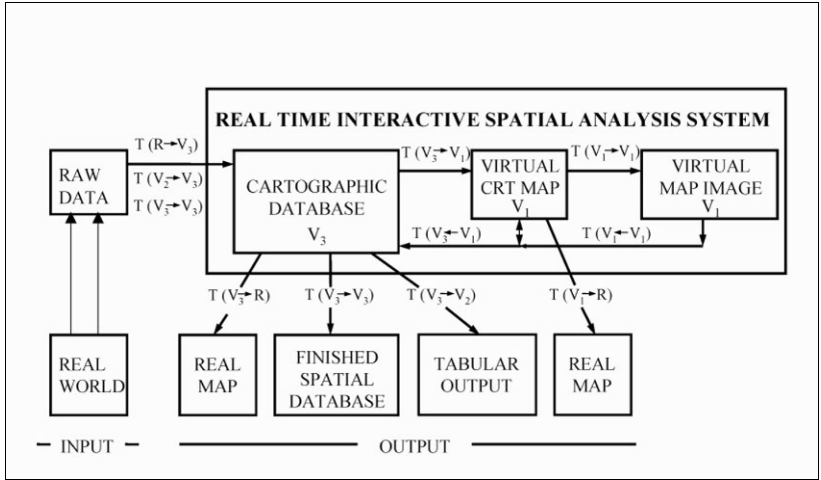 REAL TIME INTERACTIVE SPATIAL ANALYSIS SYSTEM
T (R→V₃)
T (V₂→V₃)
T (V₃→V₃)
RAW
DATA
CARTOGRAPHIC
DATABASE
V₃
T (V₃→V₁)
VIRTUAL
CRT MAP
V₁
T (V₁→V₁)
VIRTUAL
MAP IMAGE
V₁
T (V₃←V₁)
T (V₁←V₁)
T (V₃→R)
T (V₃→V₃)
T (V₃→V₂)
T (V₁→R)
REAL
WORLD
REAL
MAP
FINISHED
SPATIAL
DATABASE
TABULAR
OUTPUT
REAL
MAP
INPUT
OUTPUT